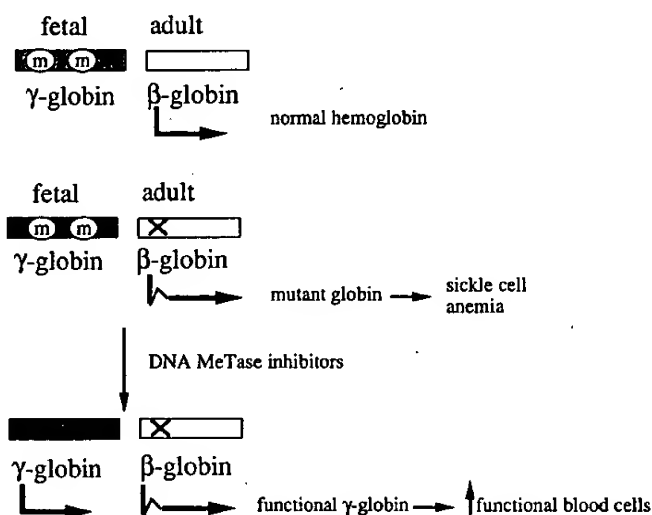 fetal adult
m m
γ-globin β-globin
normal hemoglobin
fetal adult
m m
γ-globin β-globin
mutant globin sickle cell
anemia
DNA MeTase inhibitors
γ-globin β-globin
functional γ-globin functional blood cells